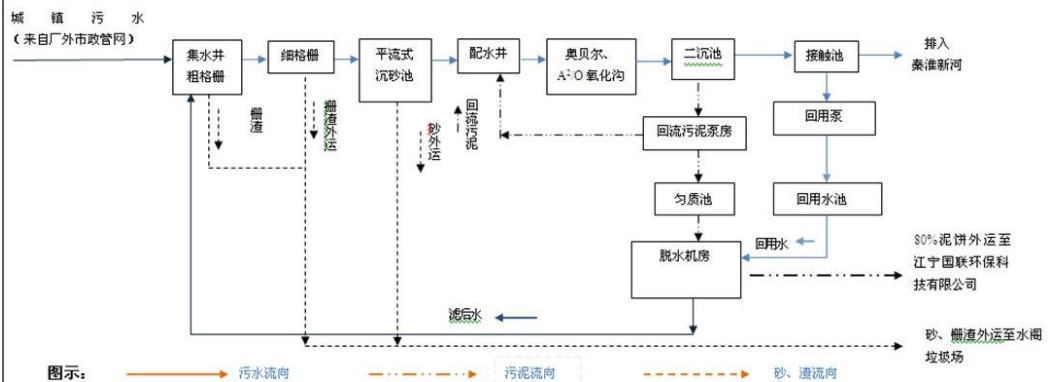 城 镇 污 水
（来自厂外市政管网）
集水井
粗格栅
细格栅
平流式
沉砂池
配水井
奥贝尔、
A²/O 氧化沟
二沉池
接触池
排入
秦淮新河
栅渣
栅渣外运
砂外运
回流污泥
回流污泥泵房
回用泵
匀质池
回用水池
回用水
脱水机房
80%泥饼外运至
江宁国联环保科
技有限公司
滤后水
砂、栅渣外运至水阁
垃圾场
图示：
污水流向
污泥流向
砂、渣流向